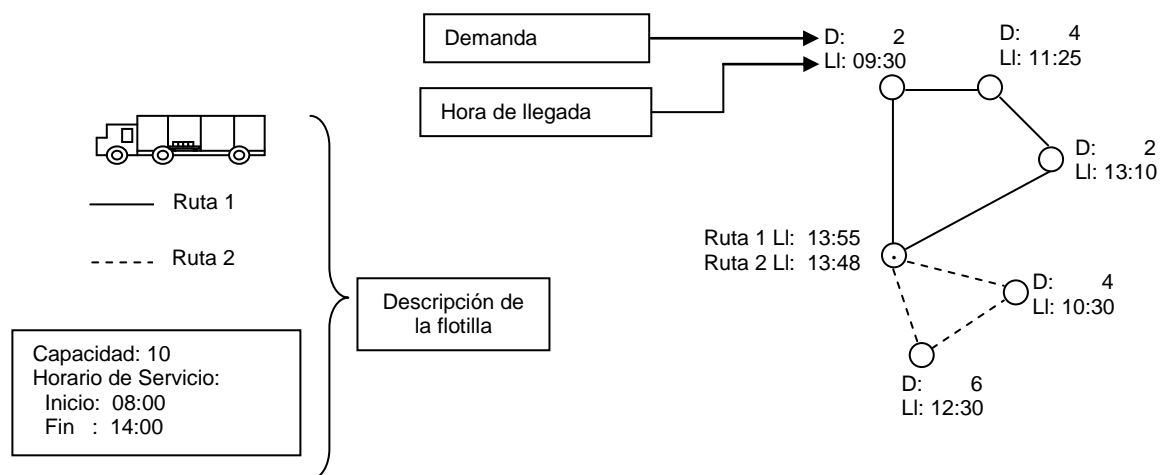 Demanda
Hora de llegada
D: 2
Ll: 09:30
D: 4
Ll: 11:25
D: 2
Ll: 13:10
Ruta 1
Ruta 2
Ruta 1 Ll: 13:55
Ruta 2 Ll: 13:48
D: 4
Ll: 10:30
Descripción de
la flotilla
Capacidad: 10
Horario de Servicio:
Inicio: 08:00
Fin : 14:00
D: 6
Ll: 12:30